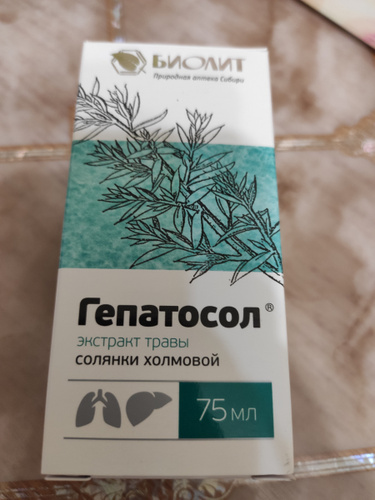 БИОЛИТ
Природная аптека Сибири
Гепатосол®
экстракт травы
солянки холмовой
75 мл